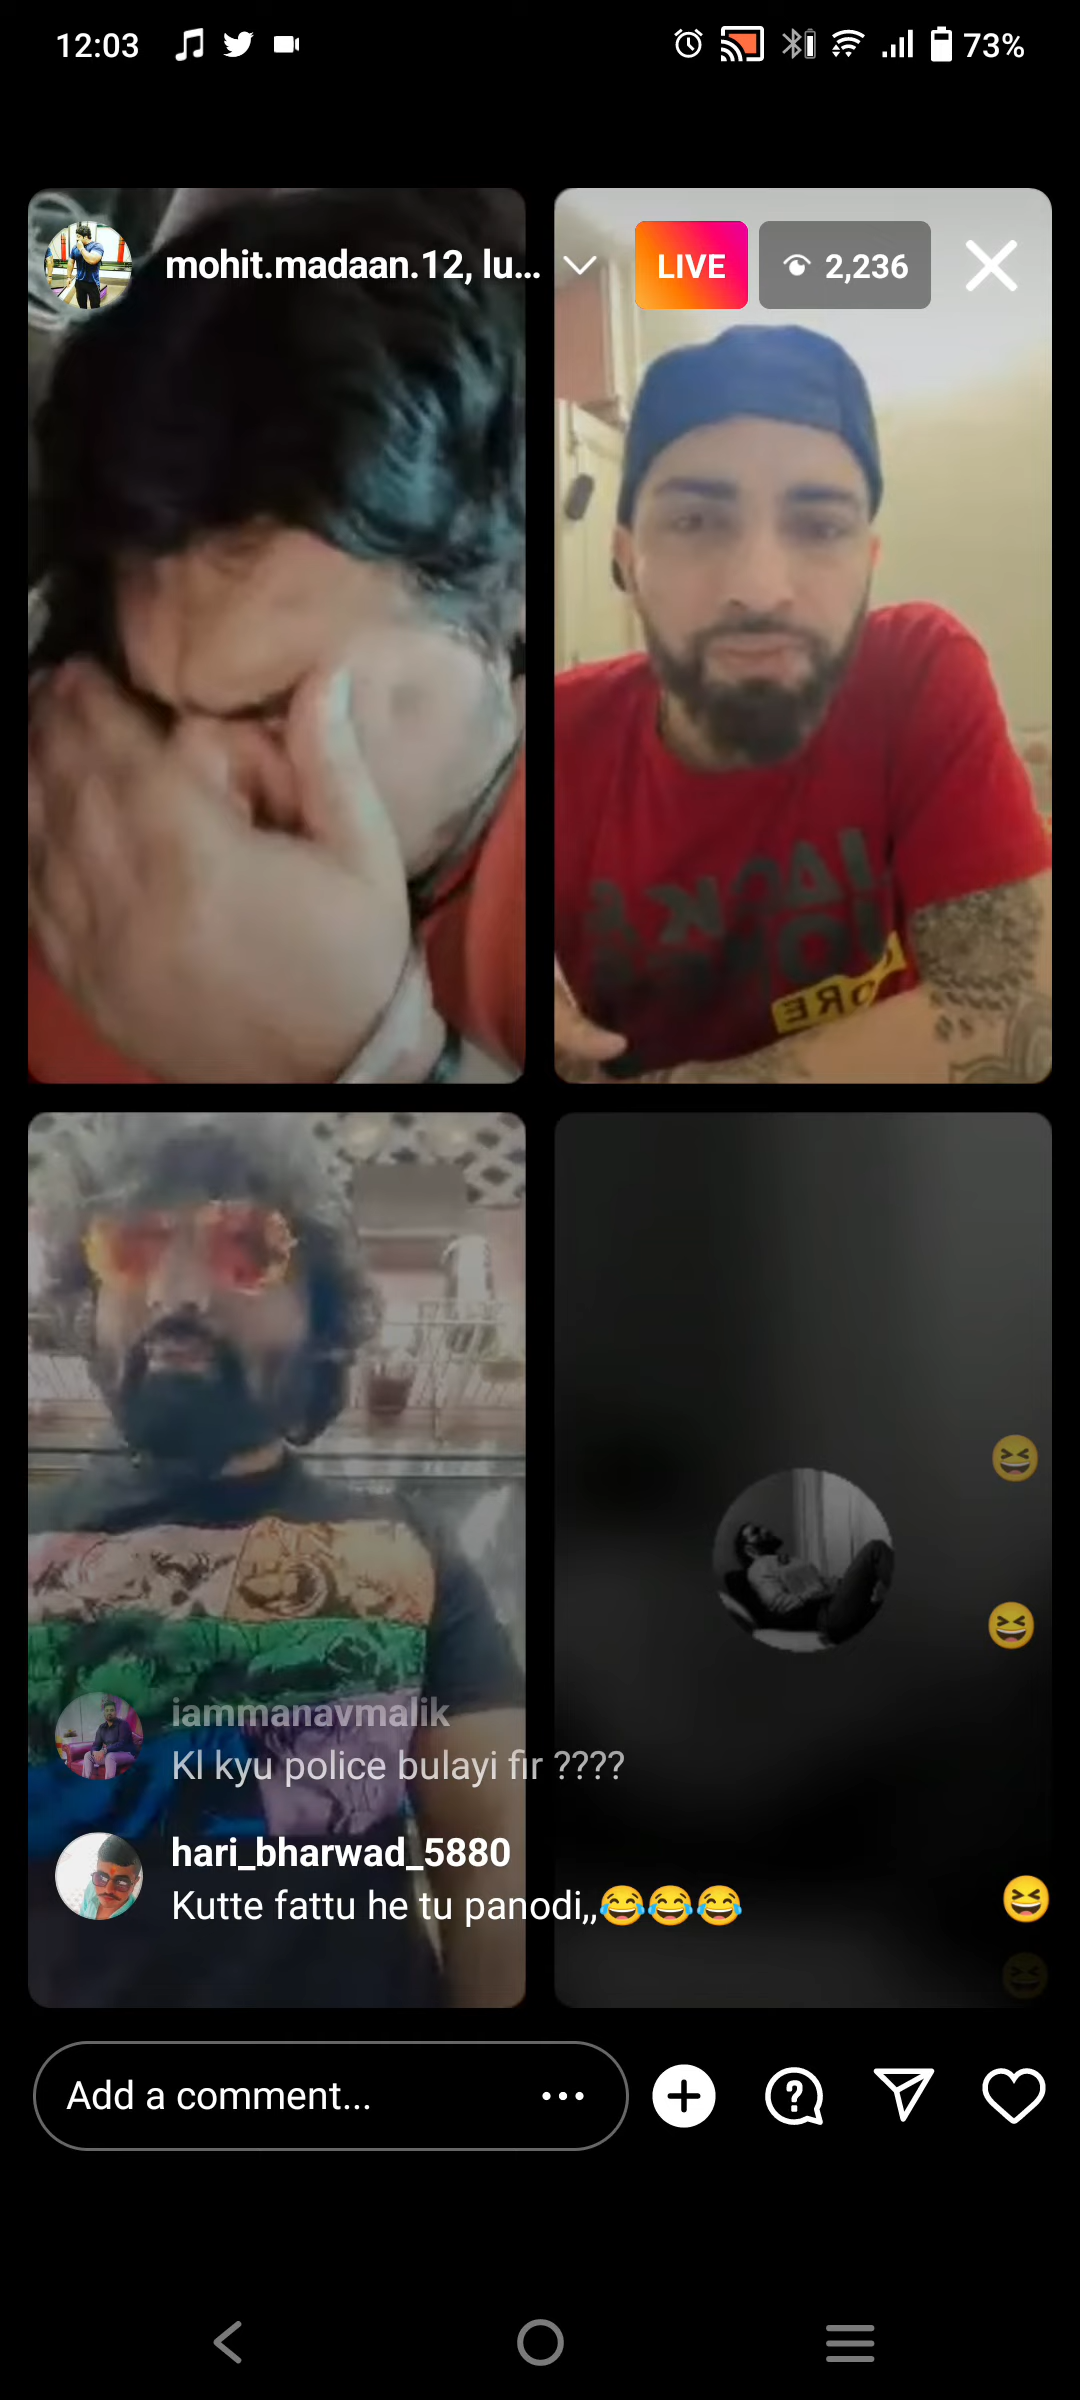 12:03
73%
mohit.madaan.12, lu...
LIVE
2,236
iammanavmalik
Kl kyu police bulayi fir ????
hari_bharwad_5880
Kutte fattu he tu panodi,,😂😂😂
Add a comment...